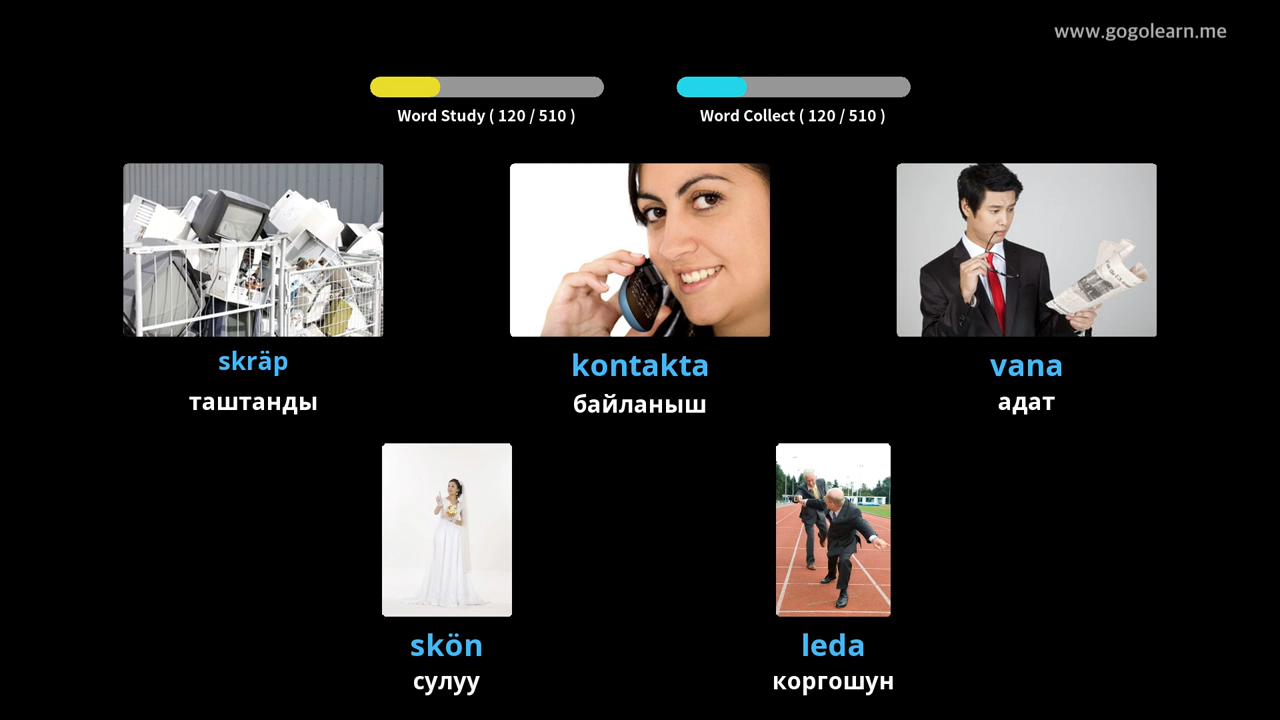 www.gogolearn.me
Word Study ( 120 / 510 )
Word Collect ( 120 / 510 )
skräp
kontakta
vana
таштанды
байланыш
адат
skön
leda
сулуу
коргошун